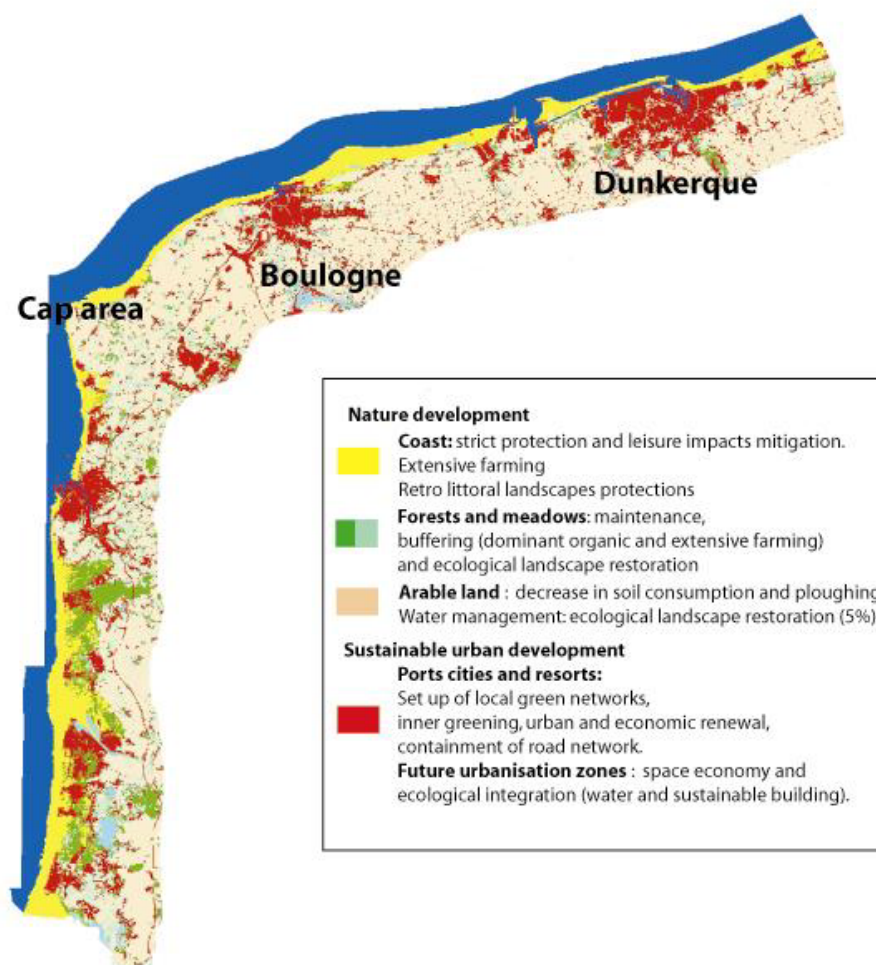 Dunkerque
Boulogne
Cap area
Nature development
Coast: strict protection and leisure impacts mitigation.
Extensive farming
Retro littoral landscapes protections
Forests and meadows: maintenance,
buffering (dominant organic and extensive farming)
and ecological landscape restoration
Arable land : decrease in soil consumption and ploughing
Water management: ecological landscape restoration (5%)
Sustainable urban development
Ports cities and resorts:
Set up of local green networks,
inner greening, urban and economic renewal,
containment of road network.
Future urbanisation zones : space economy and
ecological integration (water and sustainable building).